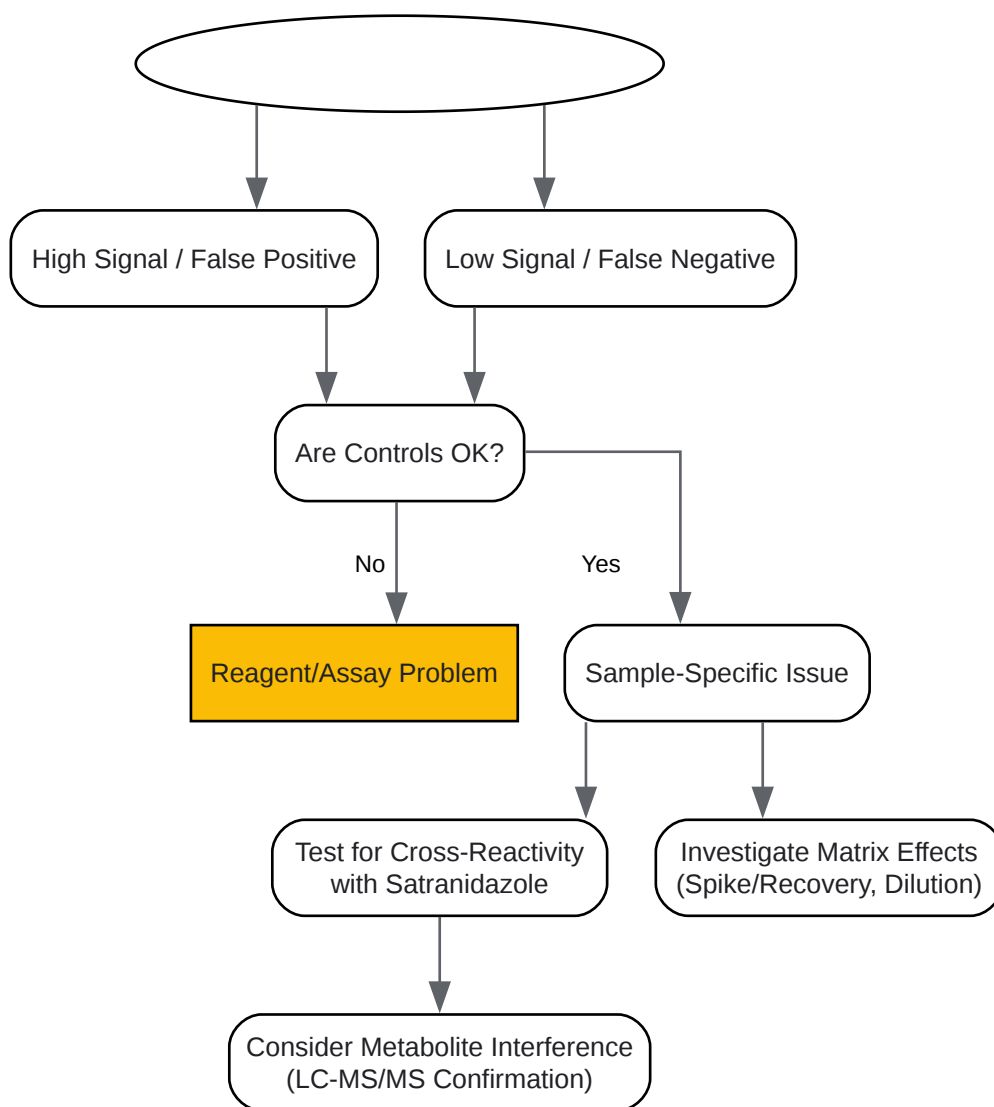 High Signal / False Positive
Low Signal / False Negative
Are Controls OK?
No
Yes
Reagent/Assay Problem
Sample-Specific Issue
Test for Cross-Reactivity
with Satranidazole
Investigate Matrix Effects
(Spike/Recovery, Dilution)
Consider Metabolite Interference
(LC-MS/MS Confirmation)